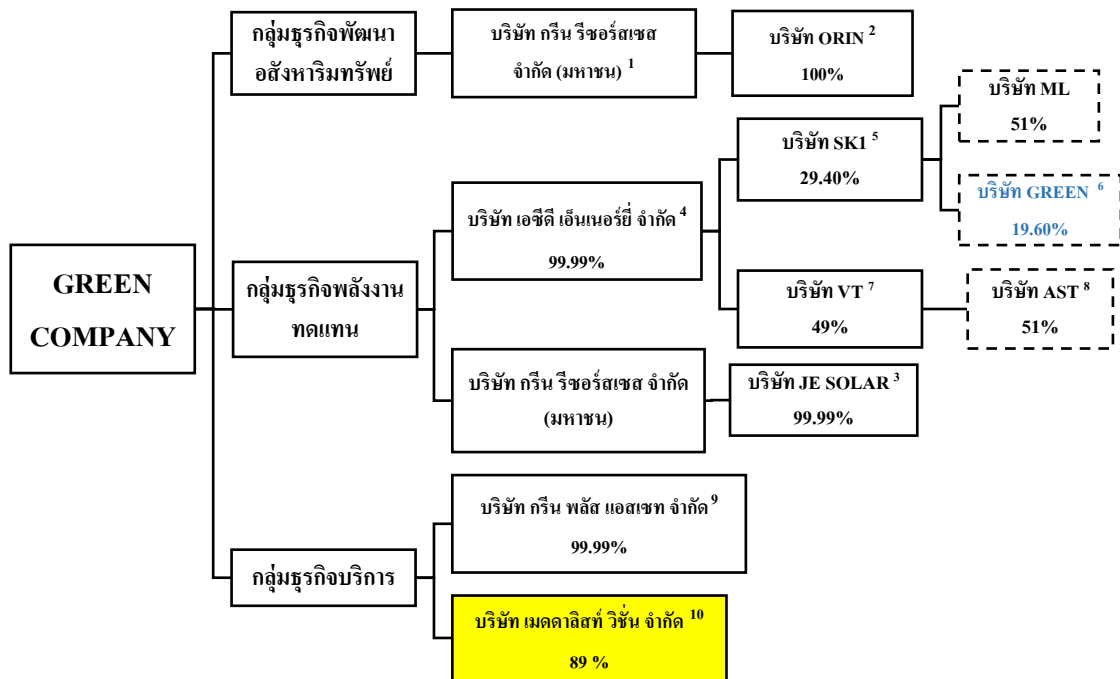 กลุ่มธุรกิจพัฒนา
อสังหาริมทรัพย์
บริษัท กรีน รีซอร์สเซส
จำกัด (มหาชน) 1
บริษัท ORIN 2
100%
บริษัท ML
51%
บริษัท SK1 5
29.40%
บริษัท GREEN 6
19.60%
บริษัท เอซีดี เอ็นเนอร์ยี่ จำกัด 4
99.99%
GREEN
COMPANY
กลุ่มธุรกิจพลังงาน
ทดแทน
บริษัท VT 7
49%
บริษัท AST 8
51%
บริษัท กรีน รีซอร์สเซส จำกัด
(มหาชน)
บริษัท JE SOLAR 3
99.99%
บริษัท กรีน พลัส แอสเซท จำกัด 9
99.99%
กลุ่มธุรกิจบริการ
บริษัท เมดดาลิสท์ วิชั่น จำกัด 10
89 %